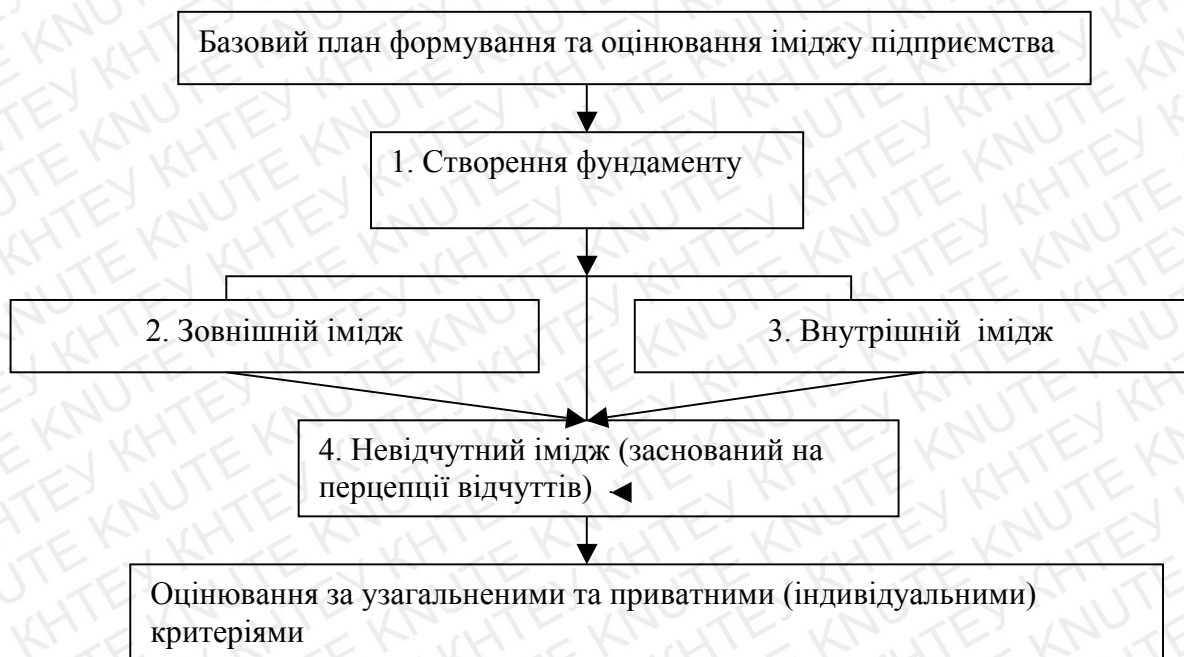 Базовий план формування та оцінювання іміджу підприємства
1. Створення фундаменту
2. Зовнішній імідж
3. Внутрішній імідж
4. Невідчутний імідж (заснований на
перцепції відчуттів)
Оцінювання за узагальненими та приватними (індивідуальними)
критеріями